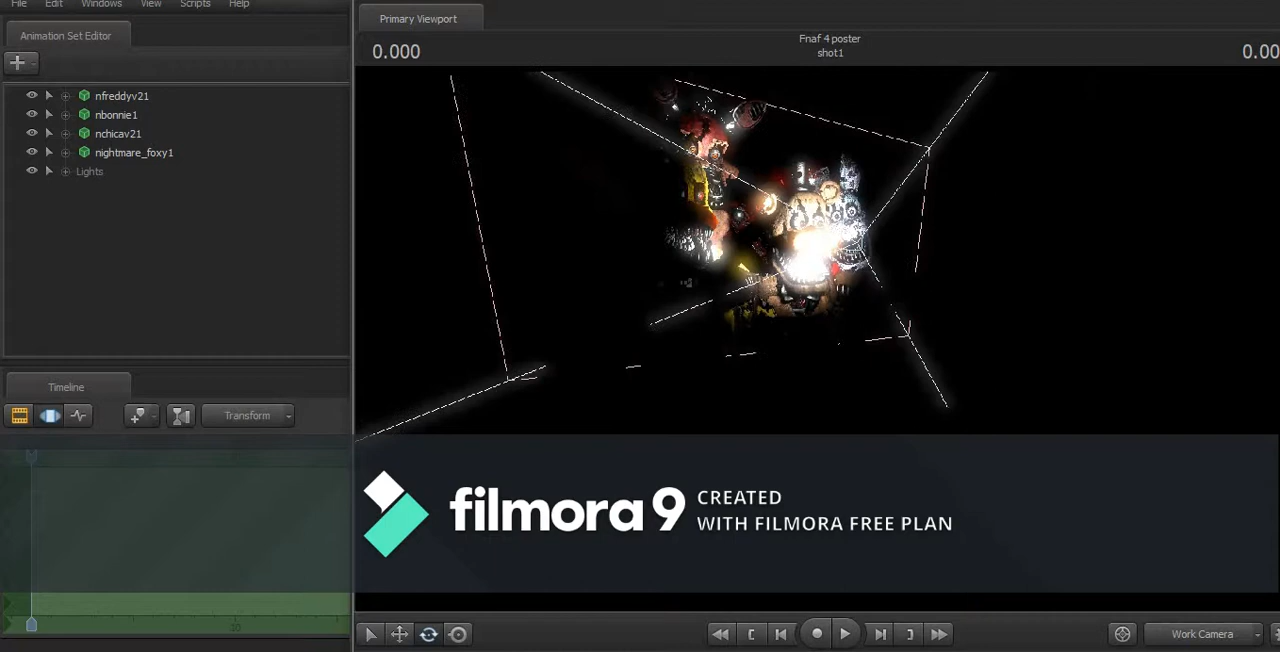 File Edit Windows View Scripts Help
Animation Set Editor
nfreddyv21
nbonnie1
nchicav21
nightmare_foxy1
Lights
Timeline
Transform
30
Primary Viewport
Fnaf 4 poster
0.000 shot1 0.00
filmora 9
CREATED
WITH FILMORA FREE PLAN
Work Camera